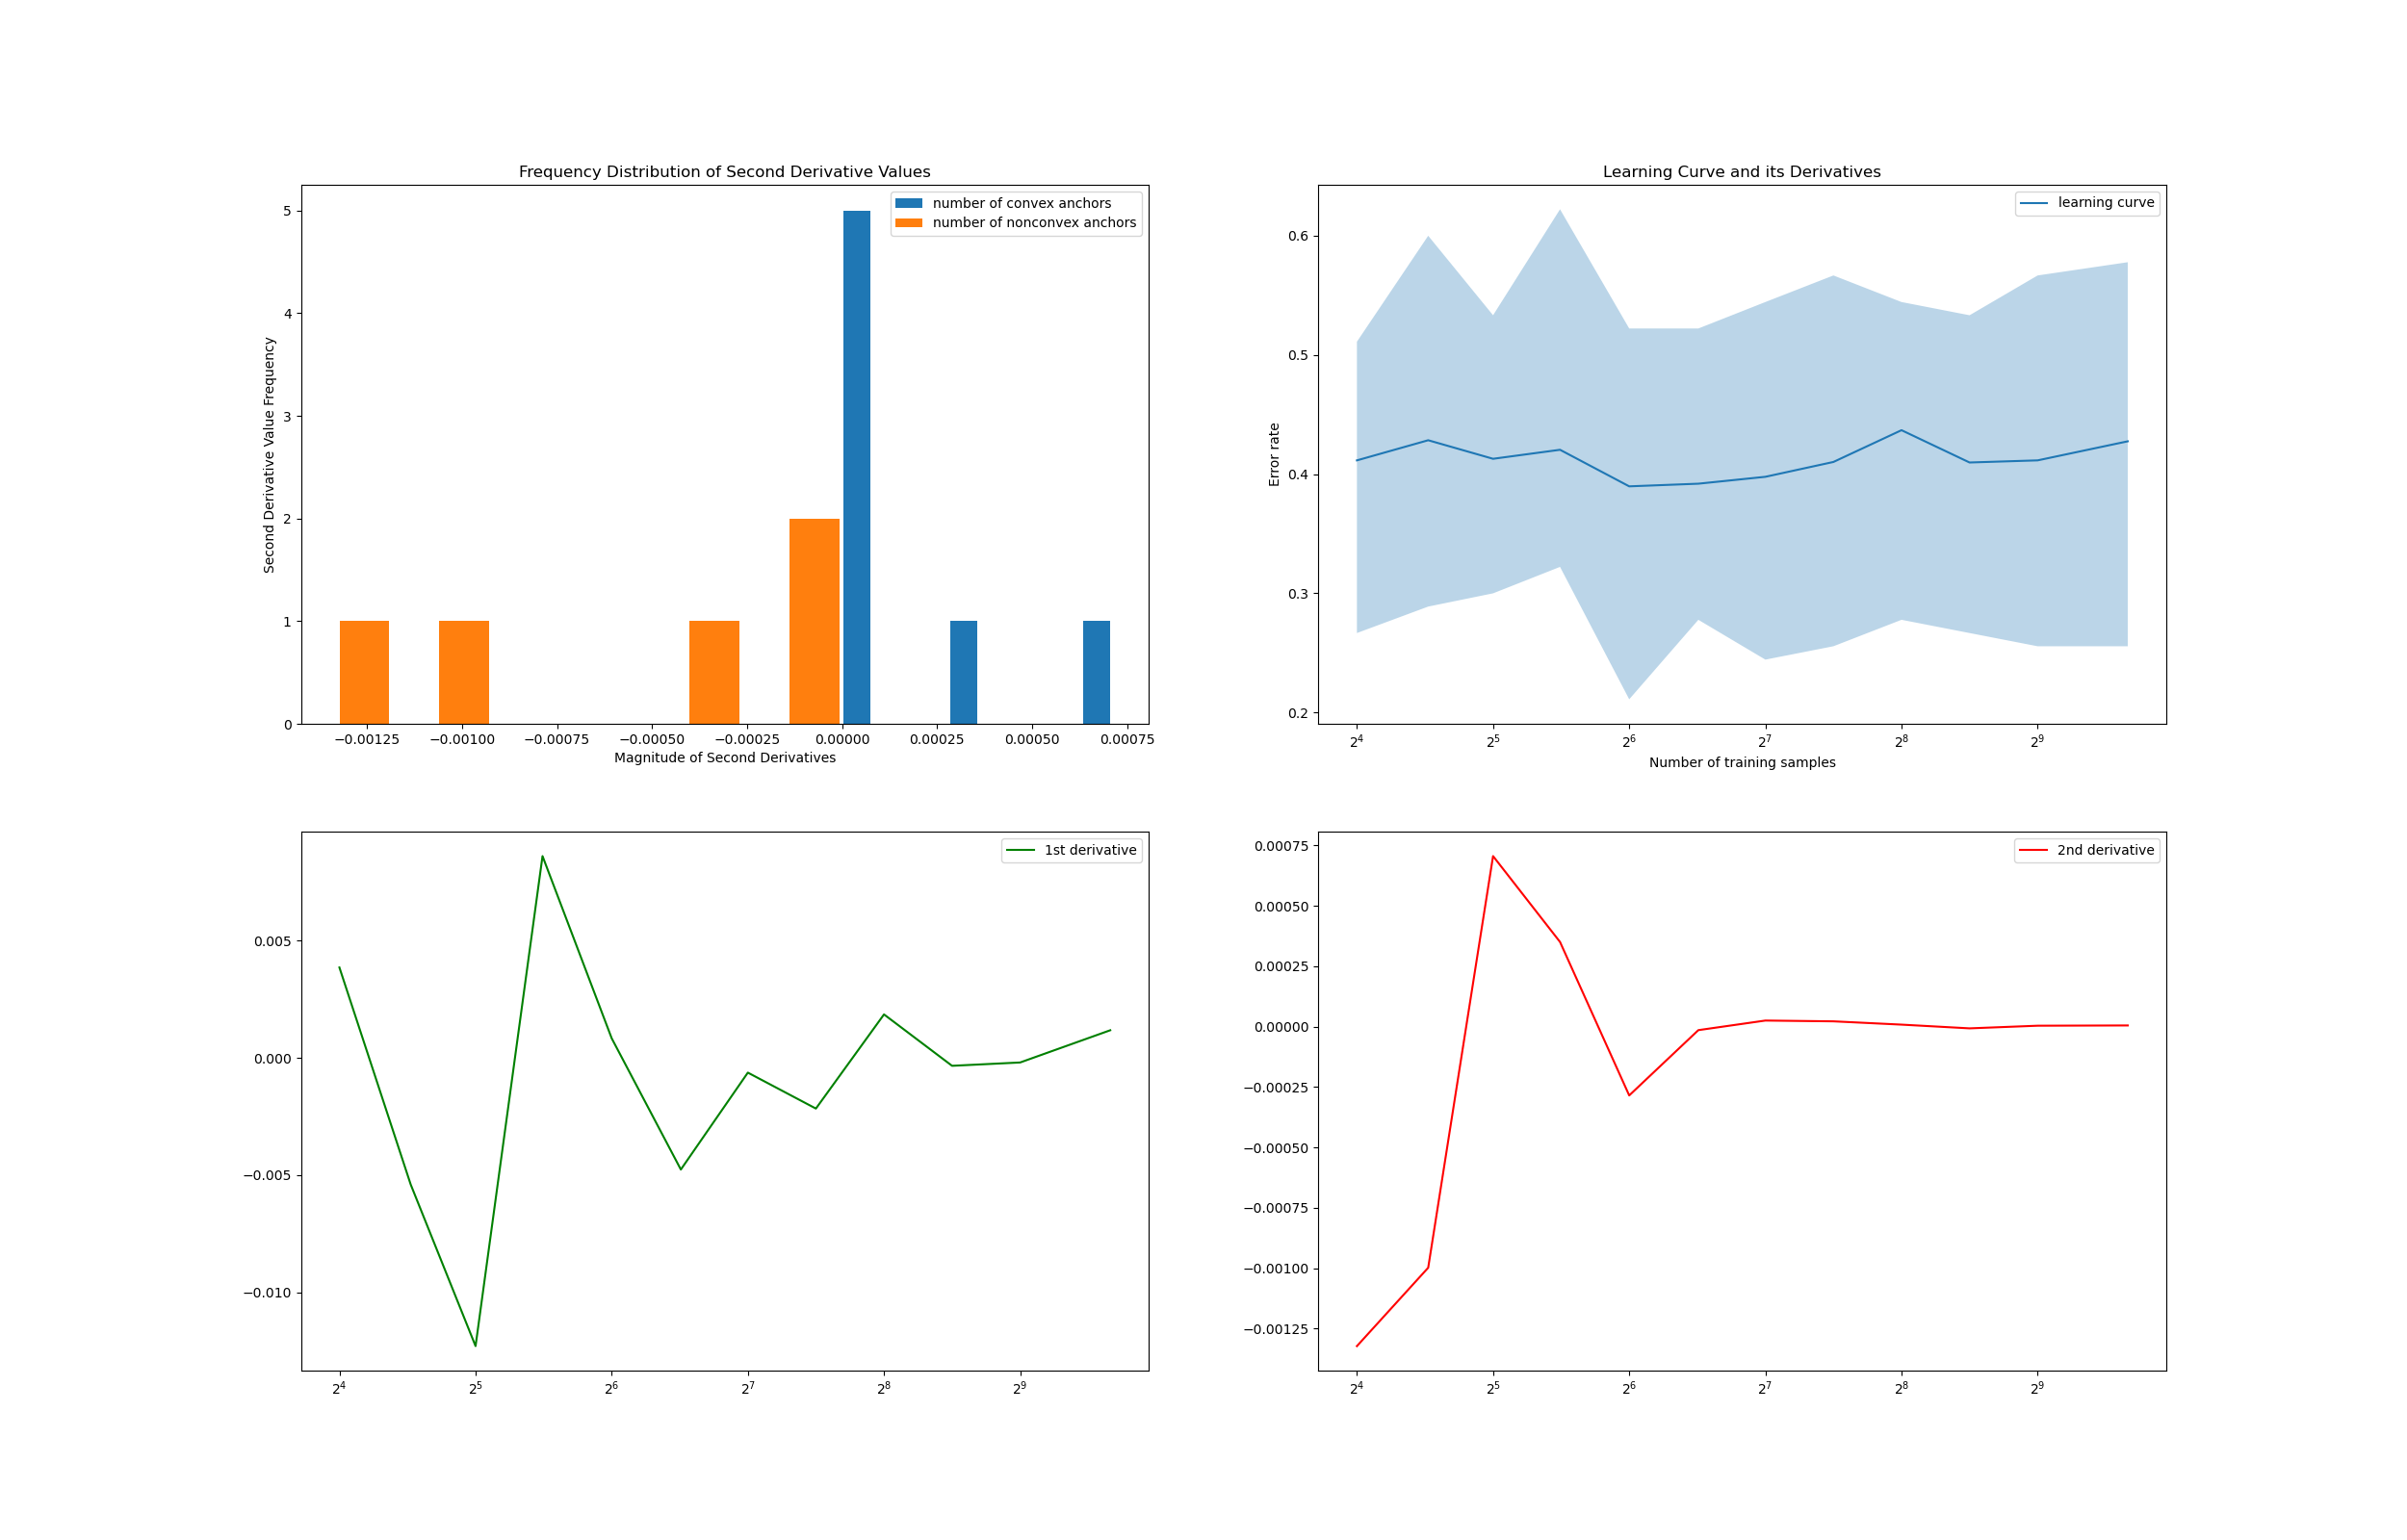 Frequency Distribution of Second Derivative Values
number of convex anchors
number of nonconvex anchors
5
4
3
2
1
0
Second Derivative Value Frequency
−0.00125 −0.00100 −0.00075 −0.00050 −0.00025 0.00000 0.00025 0.00050 0.00075
Magnitude of Second Derivatives
Learning Curve and its Derivatives
learning curve
0.6
0.5
0.4
0.3
0.2
Error rate
2⁴ 2⁵ 2⁶ 2⁷ 2⁸ 2⁹
Number of training samples
1st derivative
0.005
0.000
−0.005
−0.010
2⁴ 2⁵ 2⁶ 2⁷ 2⁸ 2⁹
2nd derivative
0.00075
0.00050
0.00025
0.00000
−0.00025
−0.00050
−0.00075
−0.00100
−0.00125
2⁴ 2⁵ 2⁶ 2⁷ 2⁸ 2⁹